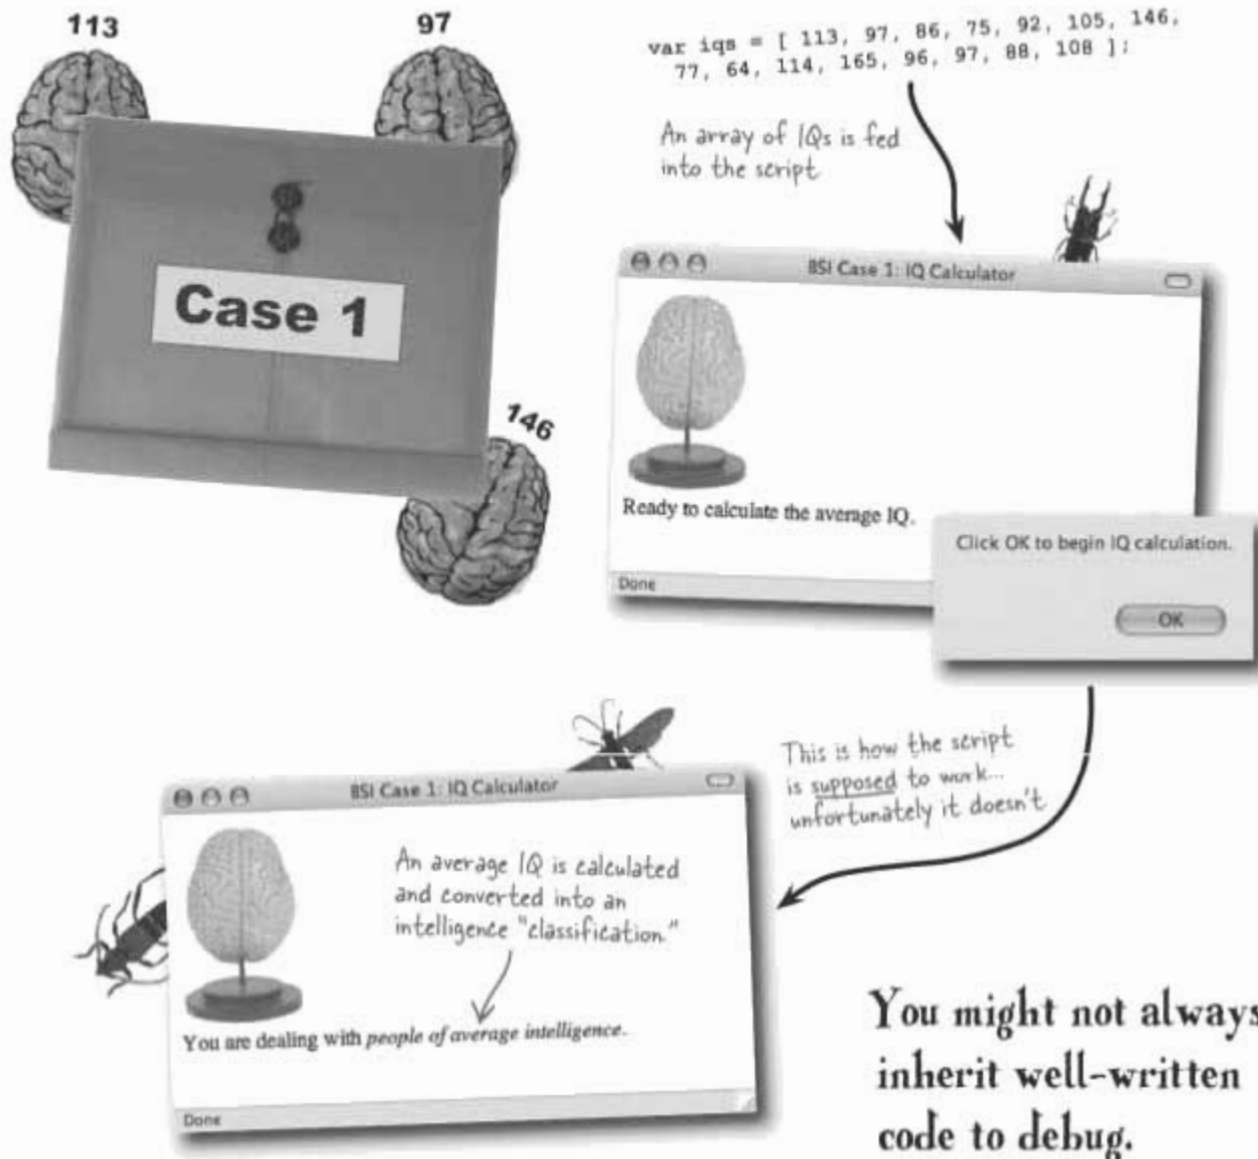 113
97
Case 1
146
var iqs = [ 113, 97, 86, 75, 92, 105, 146,
77, 64, 114, 165, 96, 97, 88, 108 ];
An array of IQs is fed
into the script
BSI Case 1: IQ Calculator
Ready to calculate the average IQ.
Done
Click OK to begin IQ calculation.
OK
This is how the script
is supposed to work...
unfortunately it doesn't
BSI Case 1: IQ Calculator
An average IQ is calculated
and converted into an
intelligence "classification."
You are dealing with people of average intelligence.
Done
You might not always
inherit well-written
code to debug.